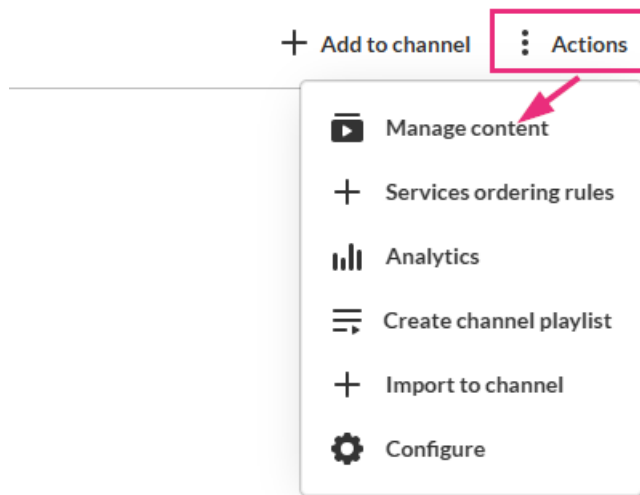 Add to channel Actions
Manage content
Services ordering rules
Analytics
Create channel playlist
Import to channel
Configure